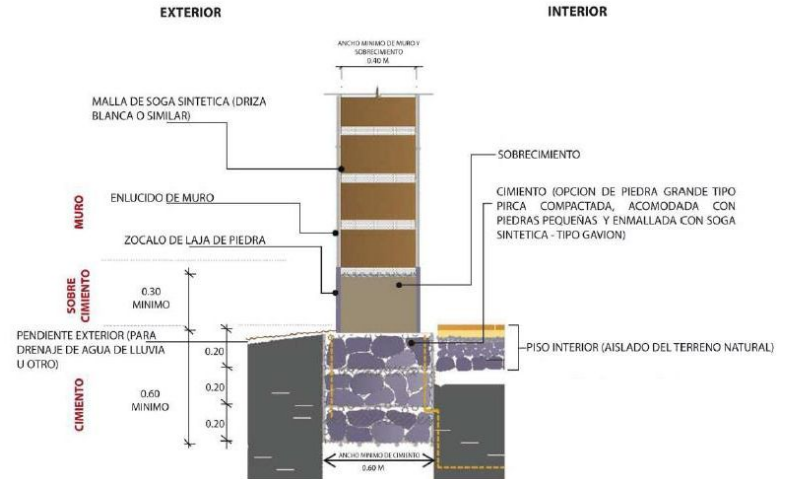 EXTERIOR
INTERIOR
ANCHO MINIMO DE MURO Y
SOBRECIMIENTO
0.40 M
MALLA DE SOGA SINTETICA (DRIZA
BLANCA O SIMILAR)
SOBRECIMIENTO
CIMIENTO (OPCION DE PIEDRA GRANDE TIPO
PIRCA COMPACTADA, ACOMODADA CON
PIEDRAS PEQUEÑAS Y ENMALLADA CON SOGA
SINTETICA - TIPO GAVION)
MURO
ENLUCIDO DE MURO
ZOCALO DE LAJA DE PIEDRA
SOBRE
CIMIENTO
0.30
MINIMO
PENDIENTE EXTERIOR (PARA
DRENAJE DE AGUA DE LLUVIA
U OTRO)
PISO INTERIOR (AISLADO DEL TERRENO NATURAL)
CIMIENTO
0.60
MINIMO
0.20
0.20
0.20
ANCHO MINIMO DE CIMIENTO
0.60 M